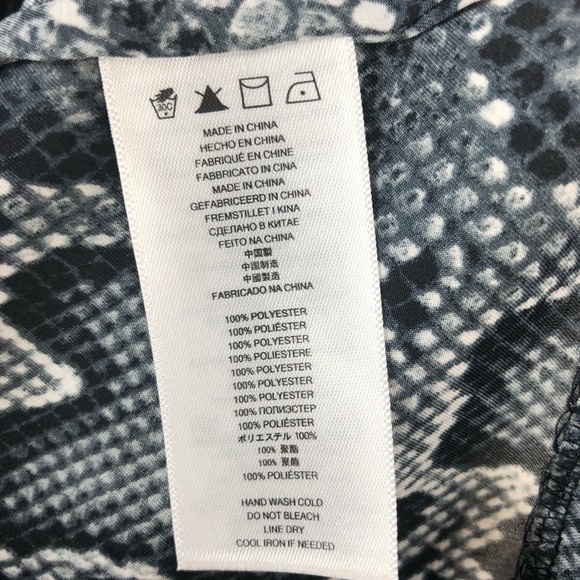 30C
MADE IN CHINA
HECHO EN CHINA
FABRIQUÉ EN CHINE
FABBRICATO IN CINA
MADE IN CHINA
GEFABRICEERD IN CHINA
FREMSTILLET I KINA
СДЕЛАНО В КИТАЕ
FEITO NA CHINA
中国製
中国制造
中國製造
FABRICADO NA CHINA
100% POLYESTER
100% POLIÉSTER
100% POLYESTER
100% POLIESTERE
100% POLYESTER
100% POLYESTER
100% POLYESTER
100% ПОЛИЭСТЕР
100% POLIÉSTER
ポリエステル 100%
100% 聚酯
100% 聚酯
100% POLIÉSTER
HAND WASH COLD
DO NOT BLEACH
LINE DRY
COOL IRON IF NEEDED